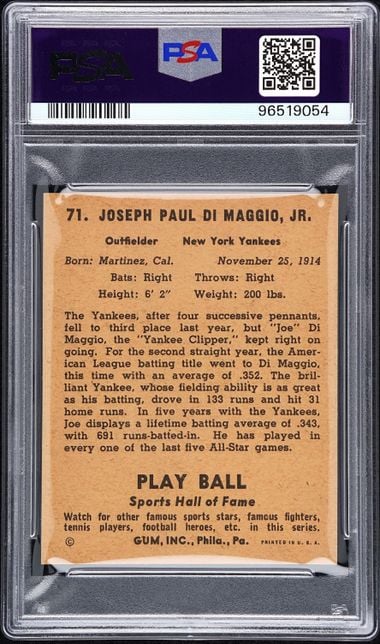 PSA
PSA
96519054
71. JOSEPH PAUL DI MAGGIO, JR.
Outfielder New York Yankees
Born: Martinez, Cal. November 25, 1914
Bats: Right Throws: Right
Height: 6' 2" Weight: 200 lbs.
The Yankees, after four successive pennants,
fell to third place last year, but "Joe" Di
Maggio, the "Yankee Clipper," kept right on
going. For the second straight year, the Amer-
ican League batting title went to Di Maggio,
this time with an average of .352. The bril-
liant Yankee, whose fielding ability is as great
as his batting, drove in 133 runs and hit 31
home runs. In five years with the Yankees,
Joe displays a lifetime batting average of .343,
with 691 runs-batted-in. He has played in
every one of the last five All-Star games.
PLAY BALL
Sports Hall of Fame
Watch for other famous sports stars, famous fighters,
tennis players, football heroes, etc. in this series.
© GUM, INC., Phila., Pa. PRINTED IN U. S. A.